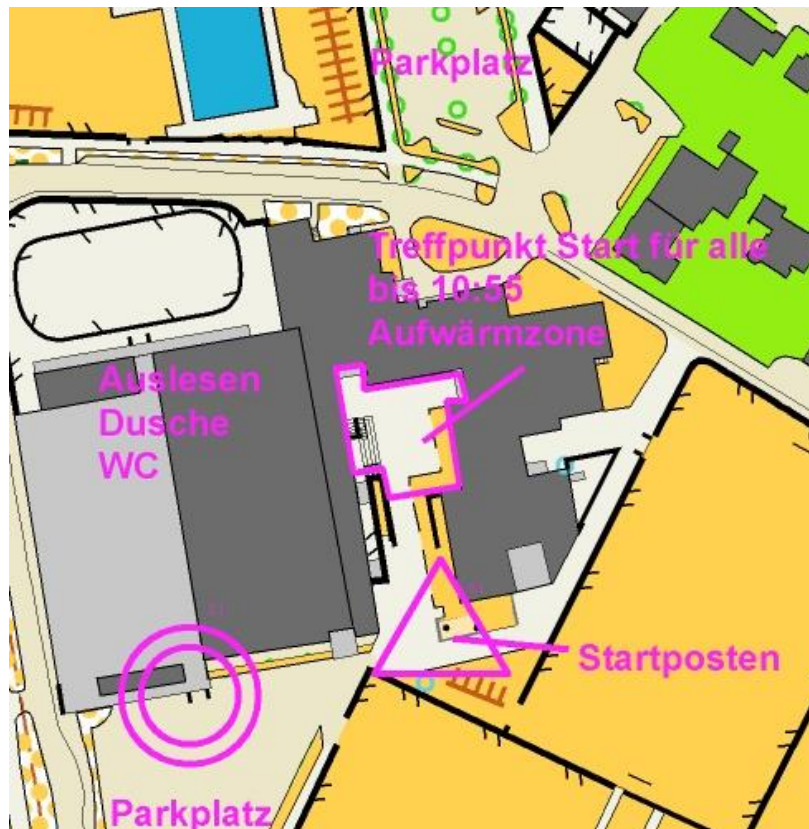 Parkplatz
Treffpunkt Start für alle
bis 10:55
Aufwärmzone
Auslesen
Dusche
WC
Startposten
Parkplatz